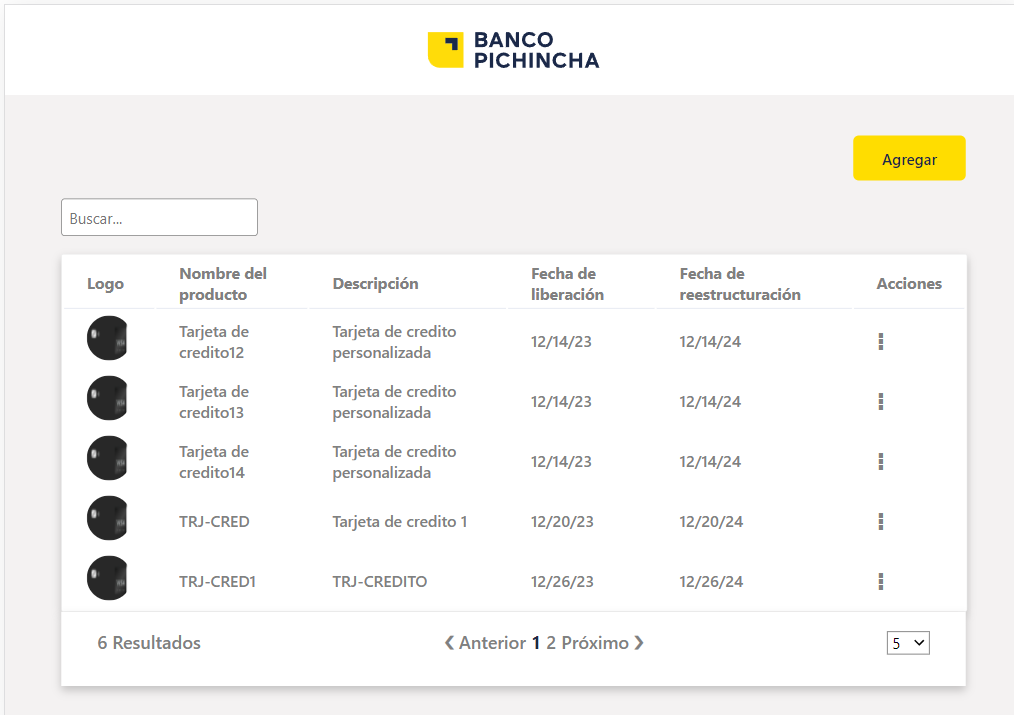 BANCO
PICHINCHA
Agregar
Buscar...
Logo Nombre del producto Descripción Fecha de liberación Fecha de reestructuración Acciones
Tarjeta de credito12 Tarjeta de credito personalizada 12/14/23 12/14/24
Tarjeta de credito13 Tarjeta de credito personalizada 12/14/23 12/14/24
Tarjeta de credito14 Tarjeta de credito personalizada 12/14/23 12/14/24
TRJ-CRED Tarjeta de credito 1 12/20/23 12/20/24
TRJ-CRED1 TRJ-CREDITO 12/26/23 12/26/24
6 Resultados ❮ Anterior 1 2 Próximo ❯ 5